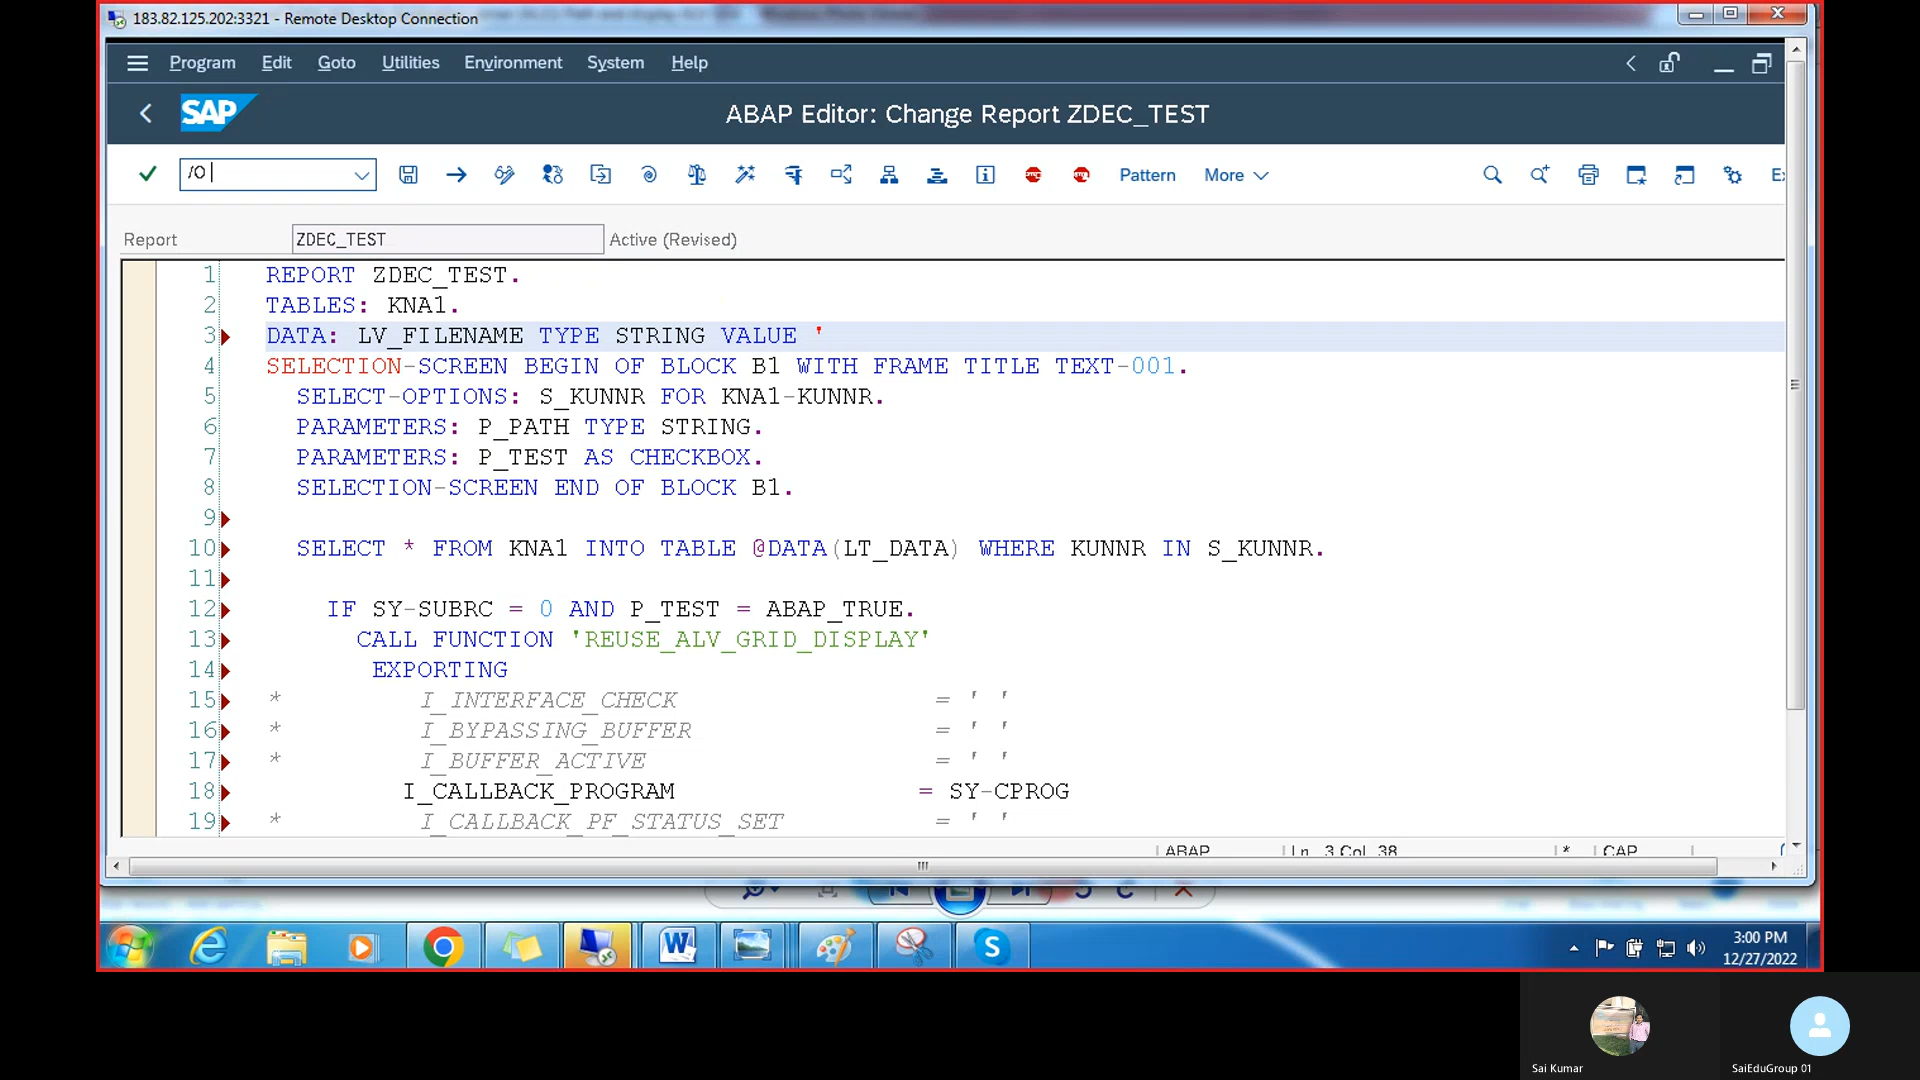 183.82.125.202:3321 - Remote Desktop Connection
Program Edit Goto Utilities Environment System Help
SAP
ABAP Editor: Change Report ZDEC_TEST
/O
Pattern More
Report ZDEC_TEST Active (Revised)
1 REPORT ZDEC_TEST.
2 TABLES: KNA1.
3 DATA: LV_FILENAME TYPE STRING VALUE '
4 SELECTION-SCREEN BEGIN OF BLOCK B1 WITH FRAME TITLE TEXT-001.
5 SELECT-OPTIONS: S_KUNNR FOR KNA1-KUNNR.
6 PARAMETERS: P_PATH TYPE STRING.
7 PARAMETERS: P_TEST AS CHECKBOX.
8 SELECTION-SCREEN END OF BLOCK B1.
9
10 SELECT * FROM KNA1 INTO TABLE @DATA(LT_DATA) WHERE KUNNR IN S_KUNNR.
11
12 IF SY-SUBRC = 0 AND P_TEST = ABAP_TRUE.
13 CALL FUNCTION 'REUSE_ALV_GRID_DISPLAY'
14 EXPORTING
15 * I_INTERFACE_CHECK = ' '
16 * I_BYPASSING_BUFFER = ' '
17 * I_BUFFER_ACTIVE = ' '
18 I_CALLBACK_PROGRAM = SY-CPROG
19 * I_CALLBACK_PF_STATUS_SET = ' '
ABAP Ln 3 Col 38 * CAP
3:00 PM
12/27/2022
Sai Kumar
SaiEduGroup 01